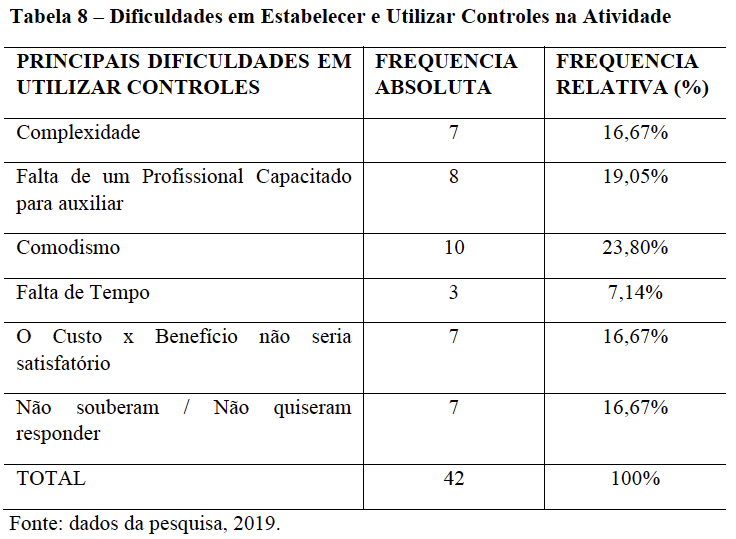 Tabela 8 – Dificuldades em Estabelecer e Utilizar Controles na Atividade
PRINCIPAIS DIFICULDADES EM UTILIZAR CONTROLES FREQUENCIA ABSOLUTA FREQUENCIA RELATIVA (%)
Complexidade 7 16,67%
Falta de um Profissional Capacitado para auxiliar 8 19,05%
Comodismo 10 23,80%
Falta de Tempo 3 7,14%
O Custo x Benefício não seria satisfatório 7 16,67%
Não souberam / Não quiseram responder 7 16,67%
TOTAL 42 100%
Fonte: dados da pesquisa, 2019.